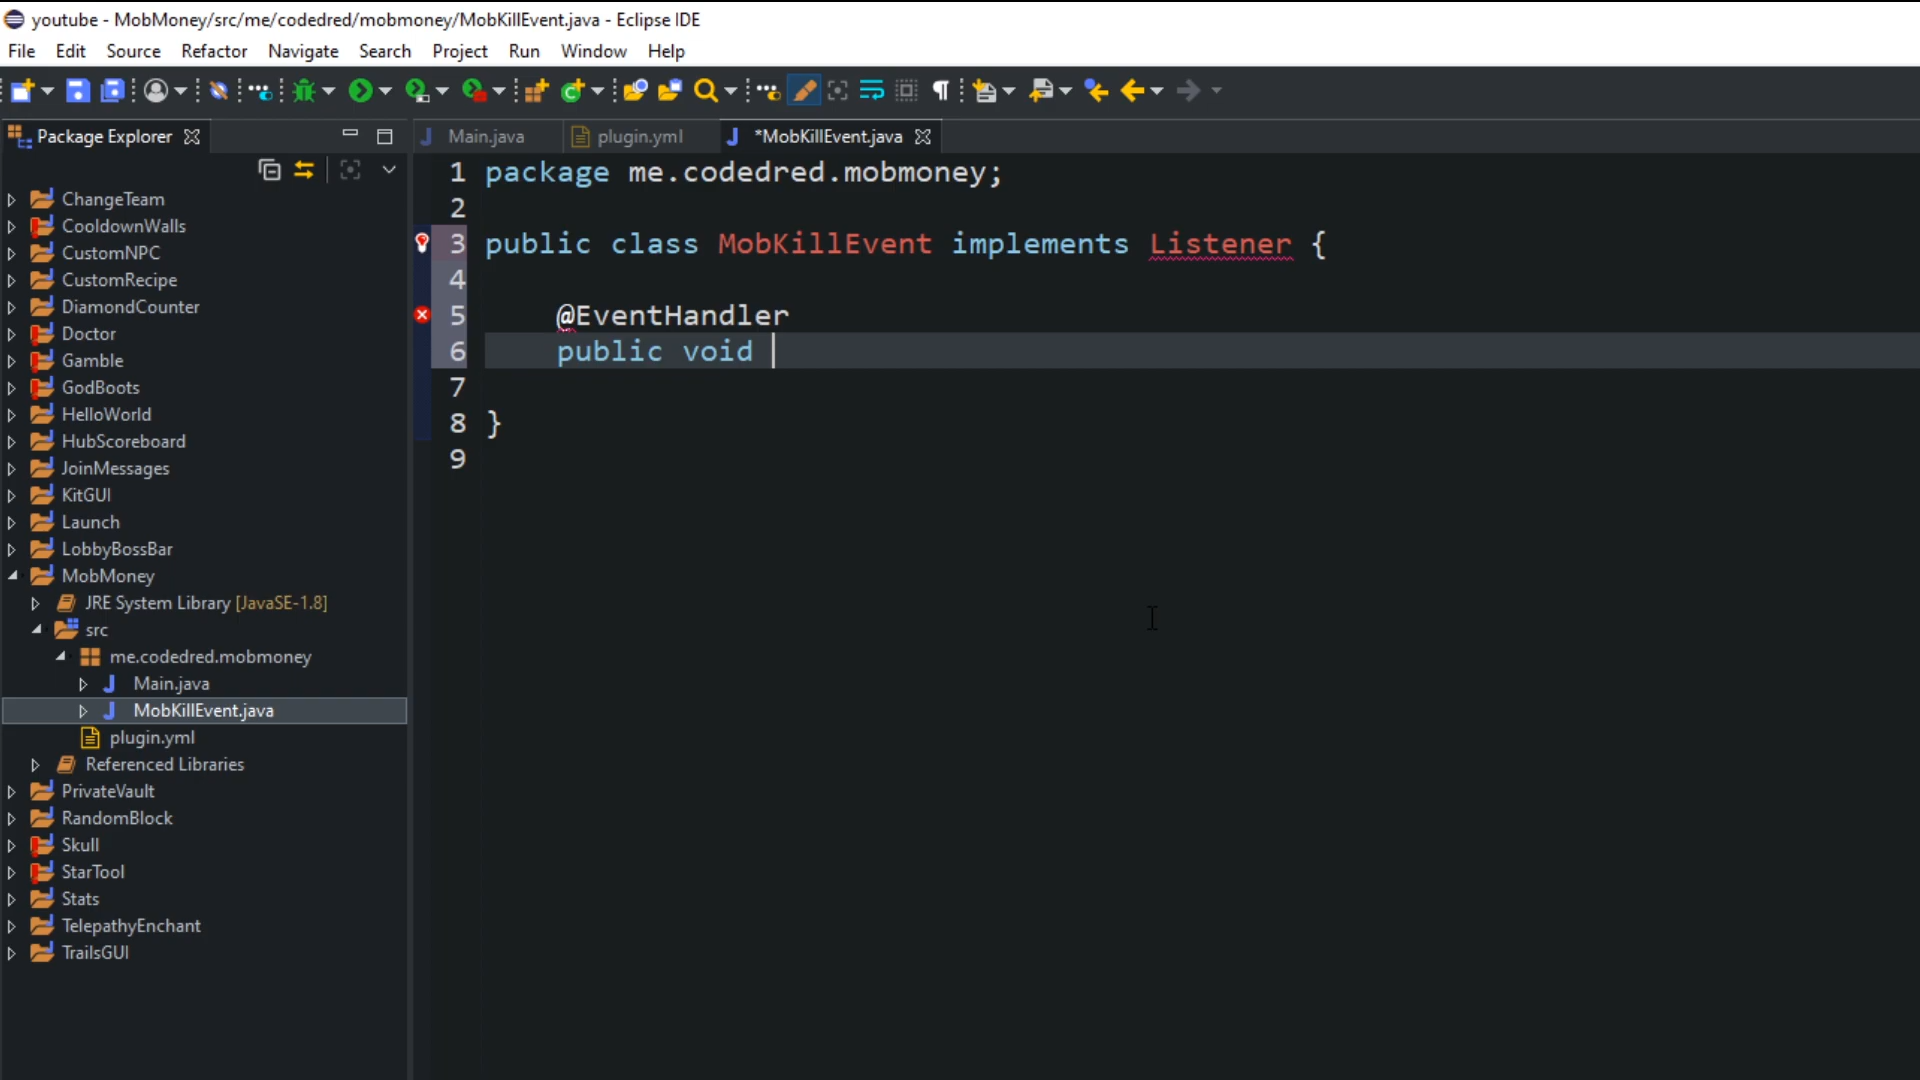 youtube - MobMoney/src/me/codedred/mobmoney/MobKillEvent.java - Eclipse IDE
File Edit Source Refactor Navigate Search Project Run Window Help
Package Explorer
Main.java plugin.yml *MobKillEvent.java
ChangeTeam
CooldownWalls
CustomNPC
CustomRecipe
DiamondCounter
Doctor
Gamble
GodBoots
HelloWorld
HubScoreboard
JoinMessages
KitGUI
Launch
LobbyBossBar
MobMoney
JRE System Library [JavaSE-1.8]
src
me.codedred.mobmoney
Main.java
MobKillEvent.java
plugin.yml
Referenced Libraries
PrivateVault
RandomBlock
Skull
StarTool
Stats
TelepathyEnchant
TrailsGUI
1 package me.codedred.mobmoney;
2
3 public class MobKillEvent implements Listener {
4
5 @EventHandler
6 public void
7
8 }
9